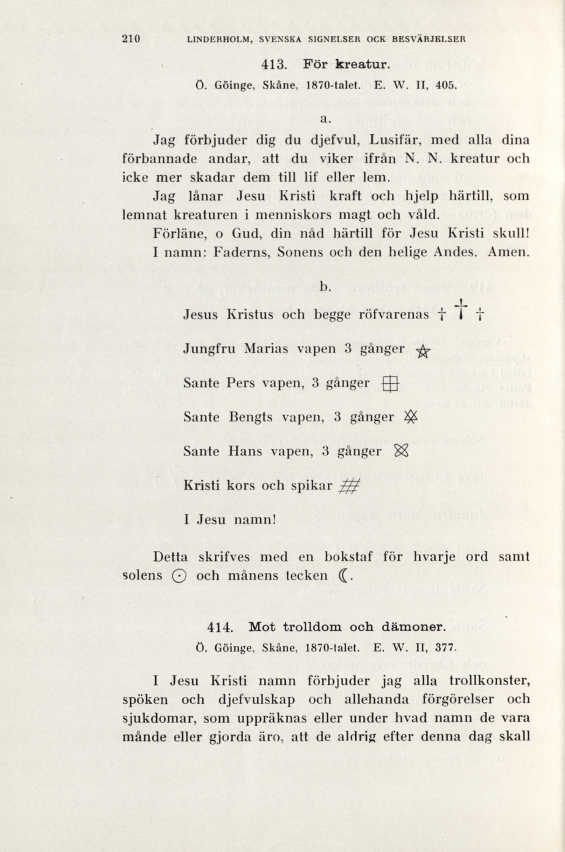 210 LINDERHOLM, SVENSKA SIGNELSER OCK BESVÄRJELSER
413. För kreatur.
Ö. Göinge, Skåne, 1870-talet. E. W. II, 405.
a.
Jag förbjuder dig du djefvul, Lusifär, med alla dina
förbannade andar, att du viker ifrån N. N. kreatur och
icke mer skadar dem till lif eller lem.
Jag lånar Jesu Kristi kraft och hjelp härtill, som
lemnat kreaturen i menniskors magt och våld.
Förläne, o Gud, din nåd härtill för Jesu Kristi skull!
I namn: Faderns, Sonens och den helige Andes. Amen.
b.
Jesus Kristus och begge röfvarenas † † †
Jungfru Marias vapen 3 gånger
Sante Pers vapen, 3 gånger
Sante Bengts vapen, 3 gånger
Sante Hans vapen, 3 gånger
Kristi kors och spikar
I Jesu namn!
Detta skrifves med en bokstaf för hvarje ord samt
solens ☉ och månens tecken ☾.
414. Mot trolldom och dämoner.
Ö. Göinge, Skåne, 1870-talet. E. W. II, 377.
I Jesu Kristi namn förbjuder jag alla trollkonster,
spöken och djefvulskap och allehanda förgörelser och
sjukdomar, som uppräknas eller under hvad namn de vara
månde eller gjorda äro, att de aldrig efter denna dag skall